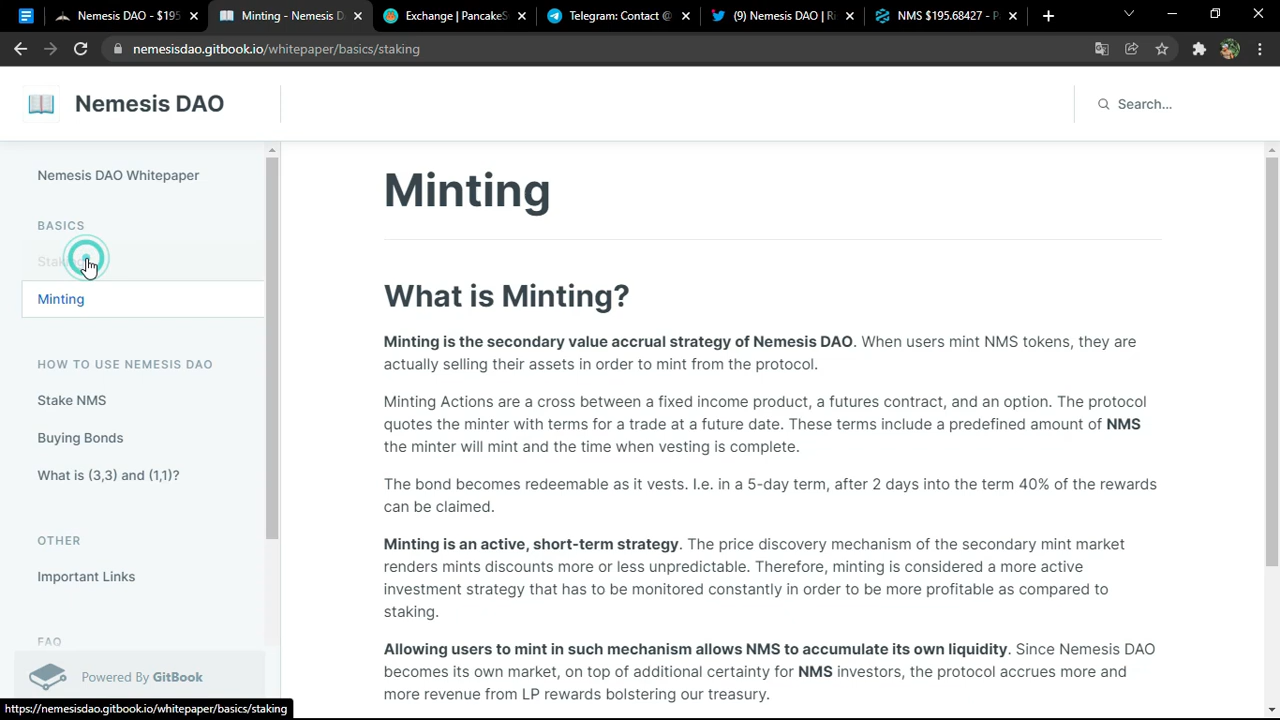 Nemesis DAO - $195
Minting - Nemesis D
Exchange | PancakeS
Telegram: Contact @
(9) Nemesis DAO | Ri
NMS $195.68427 - P
nemesisdao.gitbook.io/whitepaper/basics/staking
Nemesis DAO
Search...
Nemesis DAO Whitepaper
BASICS
Staking
Minting
HOW TO USE NEMESIS DAO
Stake NMS
Buying Bonds
What is (3,3) and (1,1)?
OTHER
Important Links
FAQ
Powered By GitBook
https://nemesisdao.gitbook.io/whitepaper/basics/staking
Minting
What is Minting?
Minting is the secondary value accrual strategy of Nemesis DAO. When users mint NMS tokens, they are
actually selling their assets in order to mint from the protocol.
Minting Actions are a cross between a fixed income product, a futures contract, and an option. The protocol
quotes the minter with terms for a trade at a future date. These terms include a predefined amount of NMS
the minter will mint and the time when vesting is complete.
The bond becomes redeemable as it vests. I.e. in a 5-day term, after 2 days into the term 40% of the rewards
can be claimed.
Minting is an active, short-term strategy. The price discovery mechanism of the secondary mint market
renders mints discounts more or less unpredictable. Therefore, minting is considered a more active
investment strategy that has to be monitored constantly in order to be more profitable as compared to
staking.
Allowing users to mint in such mechanism allows NMS to accumulate its own liquidity. Since Nemesis DAO
becomes its own market, on top of additional certainty for NMS investors, the protocol accrues more and
more revenue from LP rewards bolstering our treasury.